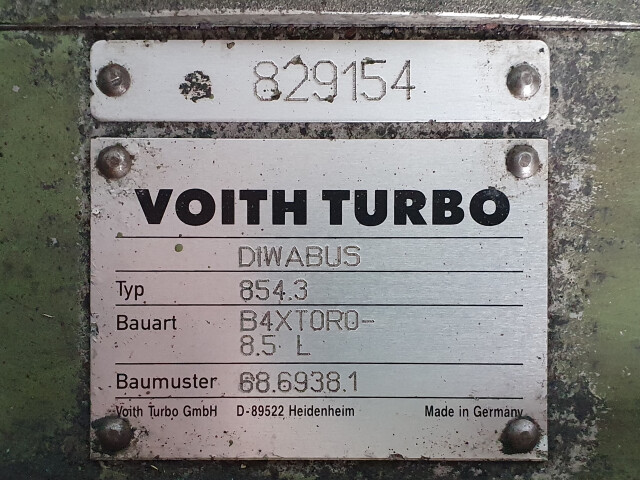 829154
VOITH TURBO
DIWABUS
Typ 854.3
Bauart B4XTOR0-
8.5 L
Baumuster 68.6938.1
Voith Turbo GmbH D-89522 Heidenheim Made in Germany